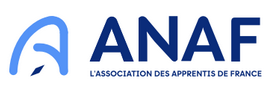 ANAF
L'ASSOCIATION DES APPRENTIS DE FRANCE